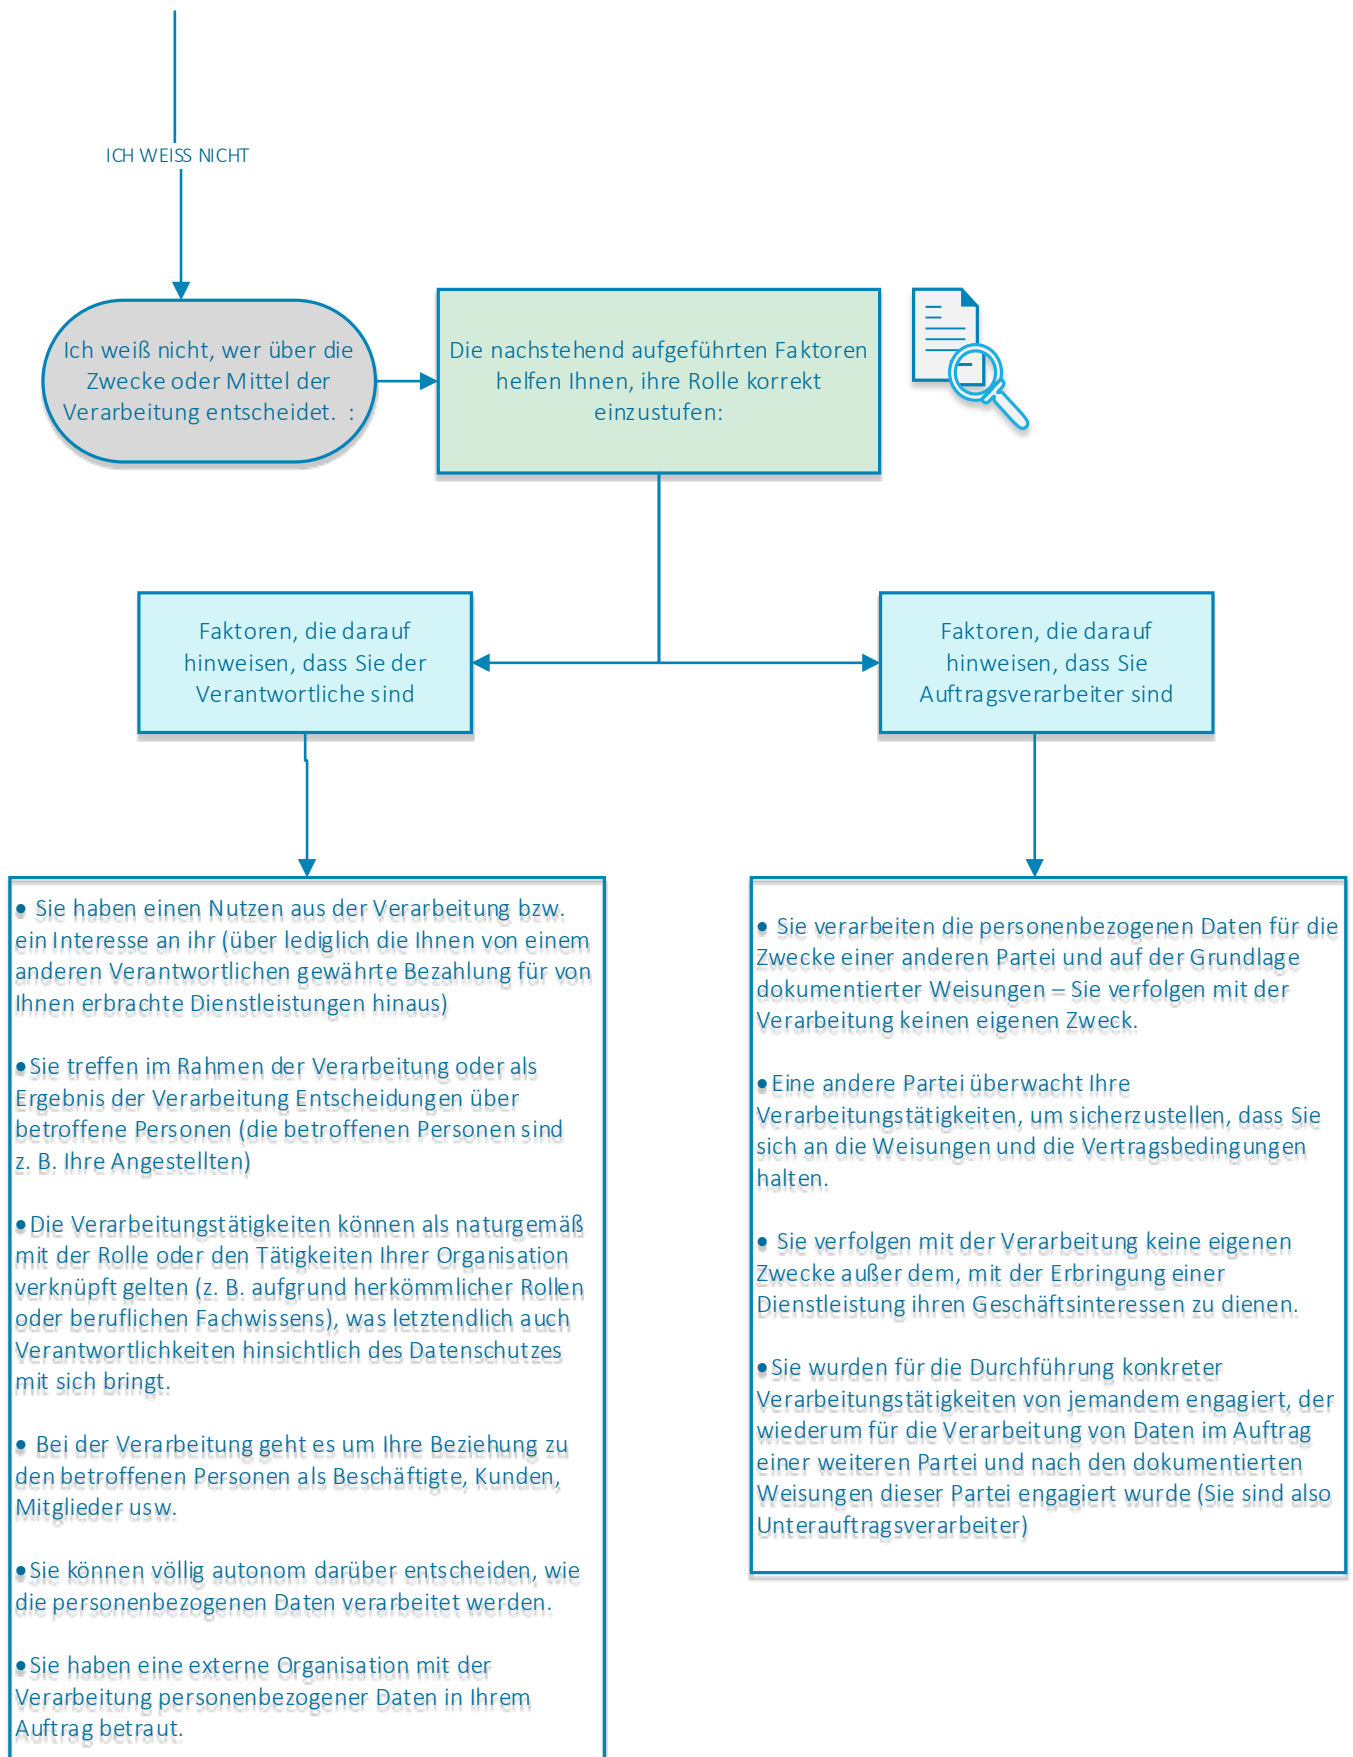 ICH WEISS NICHT
Ich weiß nicht, wer über die
Zwecke oder Mittel der
Verarbeitung entscheidet. :
Die nachstehend aufgeführten Faktoren
helfen Ihnen, ihre Rolle korrekt
einzustufen:
Faktoren, die darauf
hinweisen, dass Sie der
Verantwortliche sind
Faktoren, die darauf
hinweisen, dass Sie
Auftragsverarbeiter sind
• Sie haben einen Nutzen aus der Verarbeitung bzw.
ein Interesse an ihr (über lediglich die Ihnen von einem
anderen Verantwortlichen gewährte Bezahlung für von
Ihnen erbrachte Dienstleistungen hinaus)
• Sie treffen im Rahmen der Verarbeitung oder als
Ergebnis der Verarbeitung Entscheidungen über
betroffene Personen (die betroffenen Personen sind
z. B. Ihre Angestellten)
• Die Verarbeitungstätigkeiten können als naturgemäß
mit der Rolle oder den Tätigkeiten Ihrer Organisation
verknüpft gelten (z. B. aufgrund herkömmlicher Rollen
oder beruflichen Fachwissens), was letztendlich auch
Verantwortlichkeiten hinsichtlich des Datenschutzes
mit sich bringt.
• Bei der Verarbeitung geht es um Ihre Beziehung zu
den betroffenen Personen als Beschäftigte, Kunden,
Mitglieder usw.
• Sie können völlig autonom darüber entscheiden, wie
die personenbezogenen Daten verarbeitet werden.
• Sie haben eine externe Organisation mit der
Verarbeitung personenbezogener Daten in Ihrem
Auftrag betraut.
• Sie verarbeiten die personenbezogenen Daten für die
Zwecke einer anderen Partei und auf der Grundlage
dokumentierter Weisungen – Sie verfolgen mit der
Verarbeitung keinen eigenen Zweck.
• Eine andere Partei überwacht Ihre
Verarbeitungstätigkeiten, um sicherzustellen, dass Sie
sich an die Weisungen und die Vertragsbedingungen
halten.
• Sie verfolgen mit der Verarbeitung keine eigenen
Zwecke außer dem, mit der Erbringung einer
Dienstleistung ihren Geschäftsinteressen zu dienen.
• Sie wurden für die Durchführung konkreter
Verarbeitungstätigkeiten von jemandem engagiert, der
wiederum für die Verarbeitung von Daten im Auftrag
einer weiteren Partei und nach den dokumentierten
Weisungen dieser Partei engagiert wurde (Sie sind also
Unterauftragsverarbeiter)